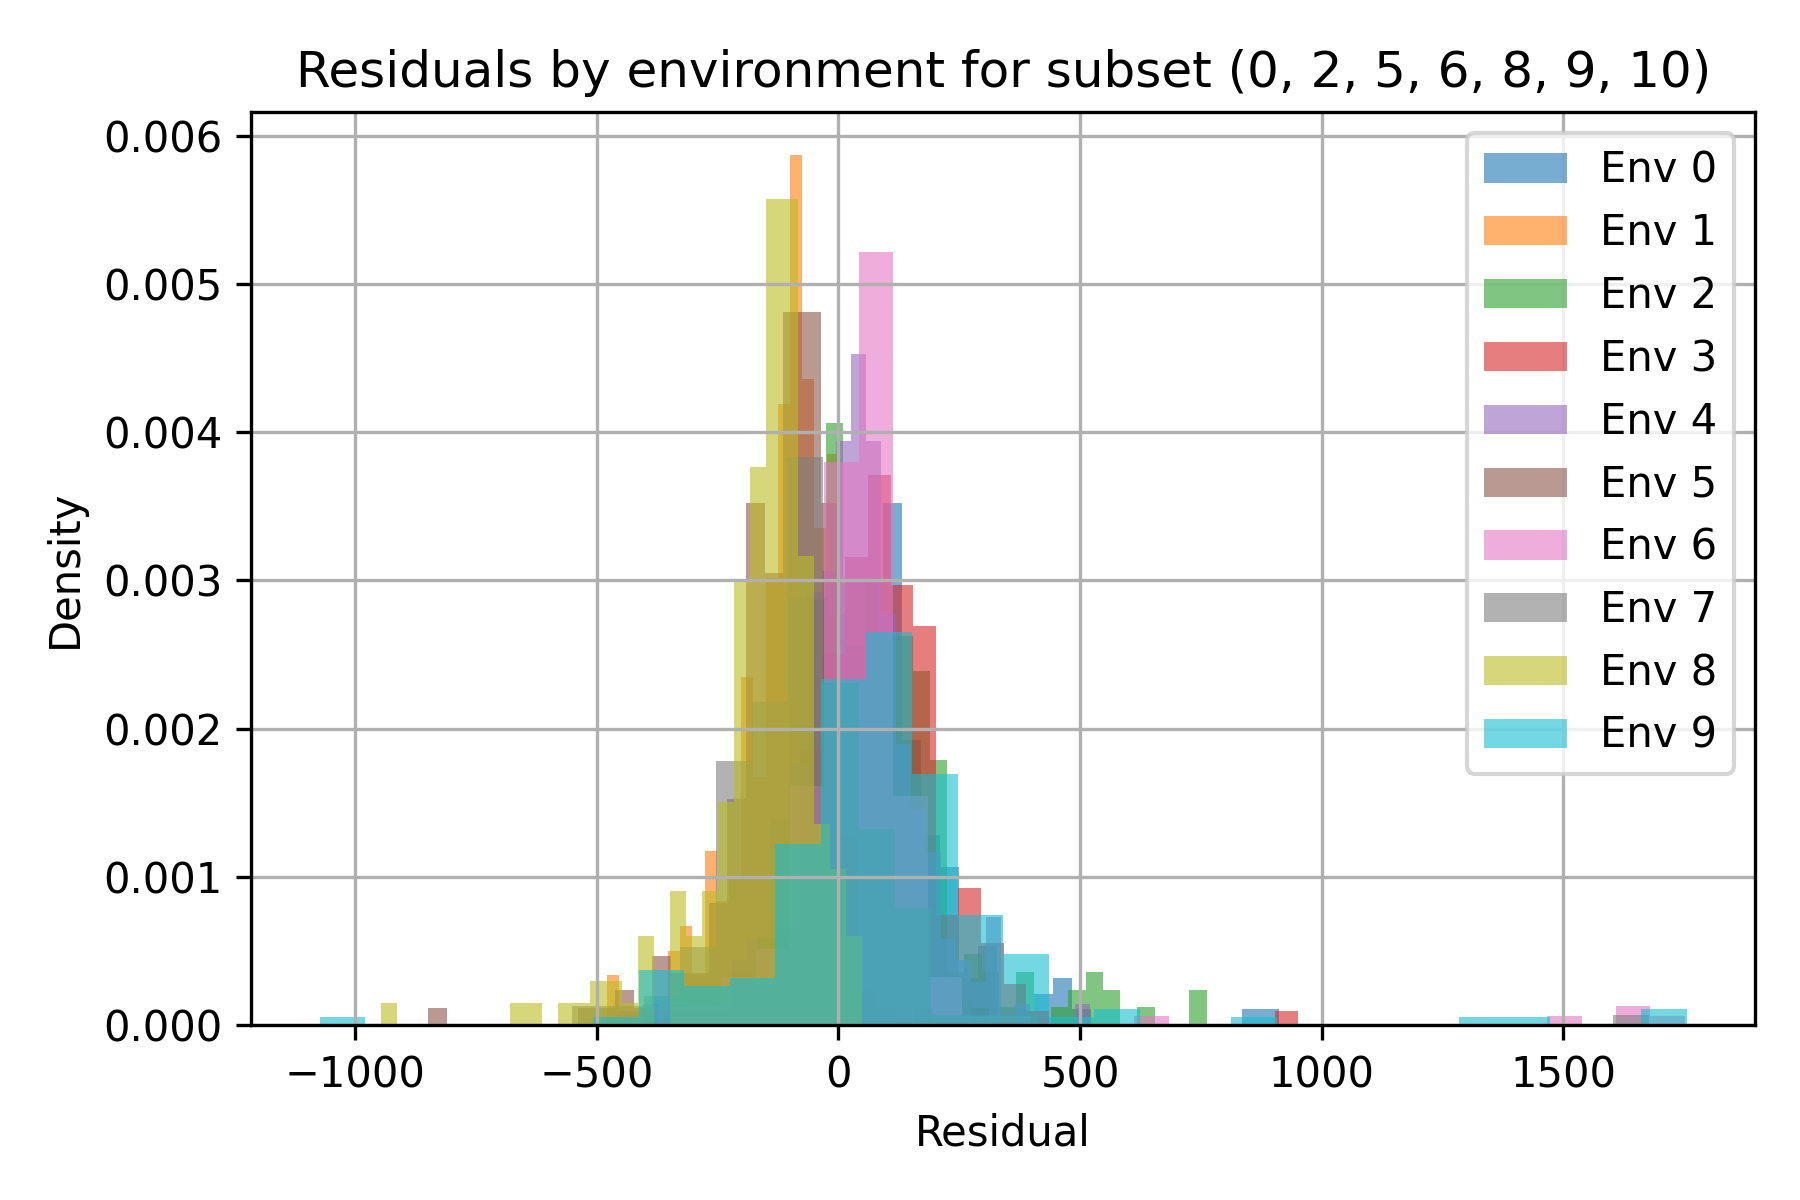 Residuals by environment for subset (0, 2, 5, 6, 8, 9, 10)
0.006
0.005
0.004
0.003
0.002
0.001
0.000
Density
−1000
−500
0
500
1000
1500
Residual
Env 0
Env 1
Env 2
Env 3
Env 4
Env 5
Env 6
Env 7
Env 8
Env 9